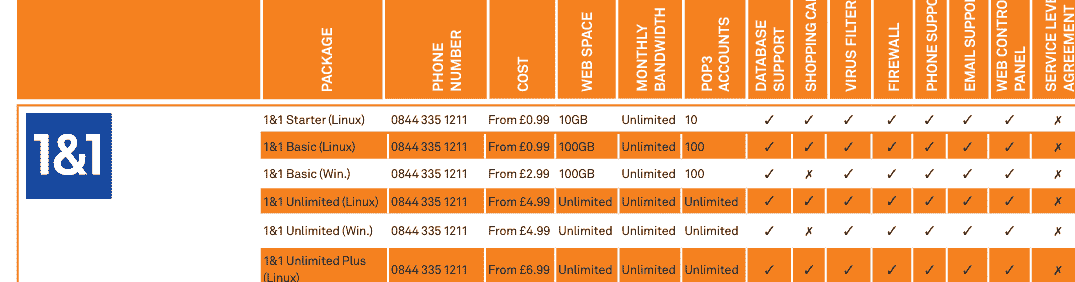 PACKAGE
PHONE NUMBER
COST
WEB SPACE
MONTHLY BANDWIDTH
POP3 ACCOUNTS
DATABASE SUPPORT
SHOPPING
VIRUS FILTER
FIREWALL
PHONE
EMAIL
WEB
PANEL
SERVICE
AGREEMENT
1&1
1&1 Starter (Linux) 0844 335 1211 From £0.99 10GB Unlimited 10 ✓ ✓ ✓ ✓ ✓ ✓ ✓ ✗
1&1 Basic (Linux) 0844 335 1211 From £0.99 100GB Unlimited 100 ✓ ✓ ✓ ✓ ✓ ✓ ✓ ✗
1&1 Basic (Win.) 0844 335 1211 From £2.99 100GB Unlimited 100 ✓ ✗ ✓ ✓ ✓ ✓ ✓ ✗
1&1 Unlimited (Linux) 0844 335 1211 From £4.99 Unlimited Unlimited Unlimited ✓ ✓ ✓ ✓ ✓ ✓ ✓ ✗
1&1 Unlimited (Win.) 0844 335 1211 From £4.99 Unlimited Unlimited Unlimited ✓ ✗ ✓ ✓ ✓ ✓ ✓ ✗
1&1 Unlimited Plus
(Linux) 0844 335 1211 From £6.99 Unlimited Unlimited Unlimited ✓ ✓ ✓ ✓ ✓ ✓ ✓ ✗